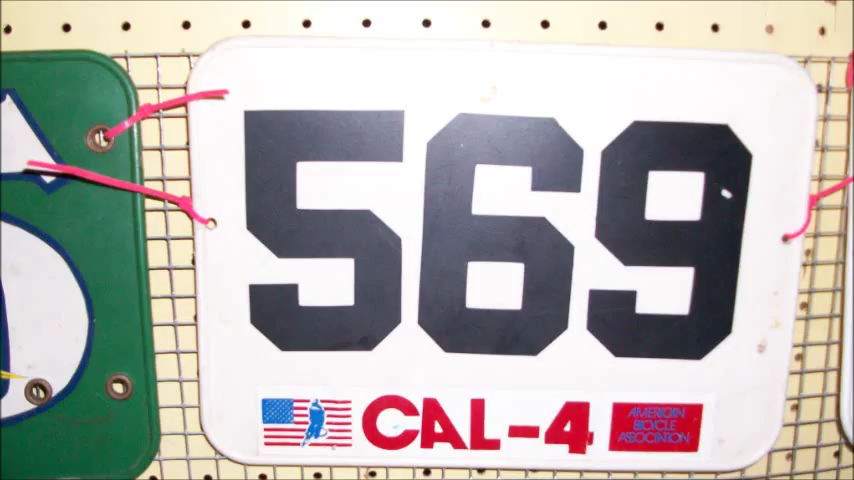 569
CAL-4
AMERICAN
BICYCLE
ASSOCIATION